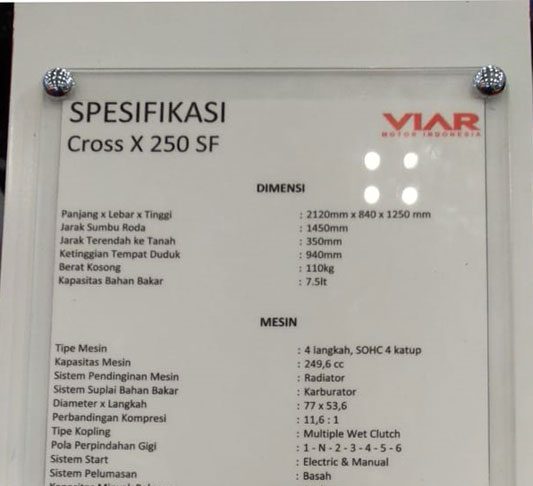 SPESIFIKASI
Cross X 250 SF
VIAR
MOTOR INDONESIA
DIMENSI
Panjang x Lebar x Tinggi : 2120mm x 840 x 1250 mm
Jarak Sumbu Roda : 1450mm
Jarak Terendah ke Tanah : 350mm
Ketinggian Tempat Duduk : 940mm
Berat Kosong : 110kg
Kapasitas Bahan Bakar : 7.5lt
MESIN
Tipe Mesin : 4 langkah, SOHC 4 katup
Kapasitas Mesin : 249,6 cc
Sistem Pendinginan Mesin : Radiator
Sistem Suplai Bahan Bakar : Karburator
Diameter x Langkah : 77 x 53,6
Perbandingan Kompresi : 11,6 : 1
Tipe Kopling : Multiple Wet Clutch
Pola Perpindahan Gigi : 1 - N - 2 - 3 - 4 - 5 - 6
Sistem Start : Electric & Manual
Sistem Pelumasan : Basah